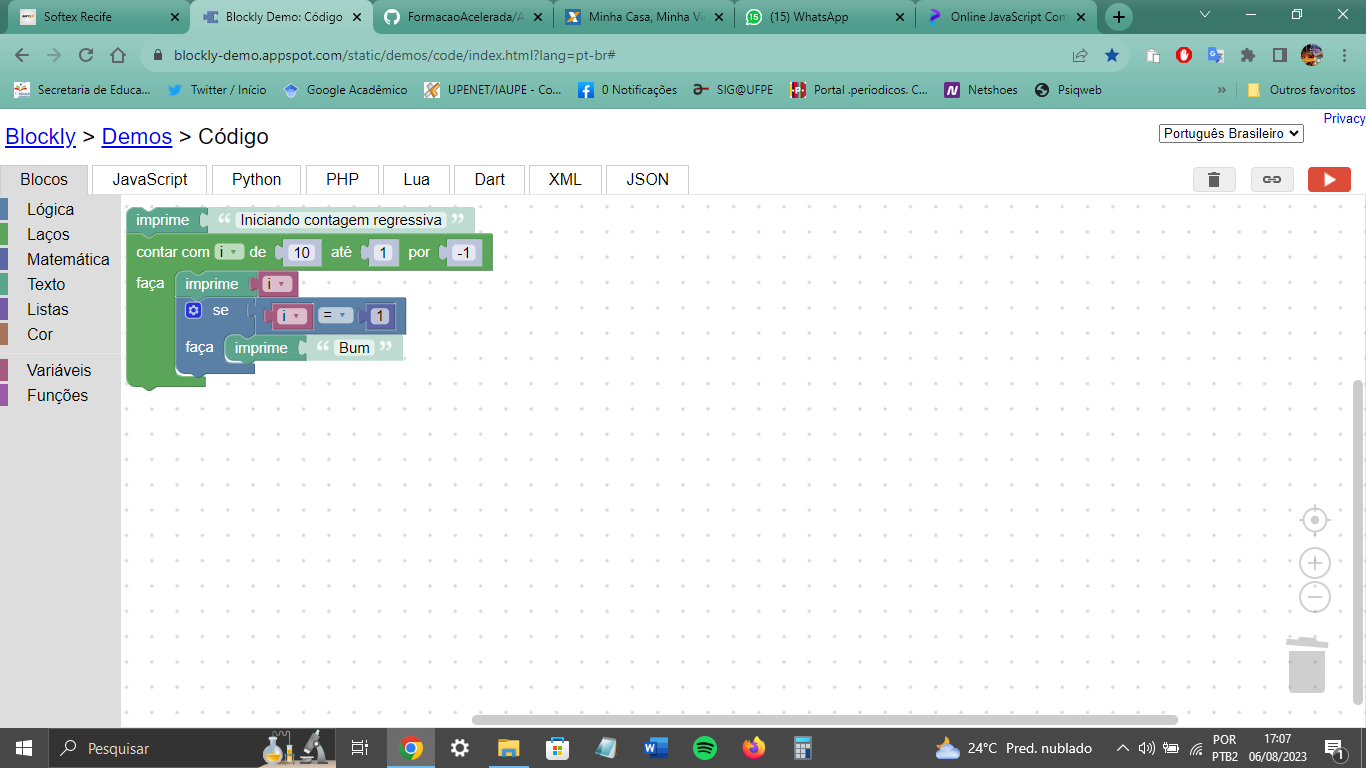 Softex Recife
Blockly Demo: Código
FormacaoAcelerada/A
Minha Casa, Minha Vi
(15) WhatsApp
Online JavaScript Com
blockly-demo.appspot.com/static/demos/code/index.html?lang=pt-br#
Secretaria de Educa...
Twitter / Início
Google Acadêmico
UPENET/IAUPE - Co...
0 Notificações
SIG@UFPE
Portal .periodicos. C...
Netshoes
Psiqweb
»
Outros favoritos
Privacy
Blockly > Demos > Código
Português Brasileiro
Blocos
JavaScript
Python
PHP
Lua
Dart
XML
JSON
Lógica
Laços
Matemática
Texto
Listas
Cor
Variáveis
Funções
imprime “ Iniciando contagem regressiva ”
contar com i de 10 até 1 por -1
faça imprime i
se i = 1
faça imprime “ Bum ”
Pesquisar
24°C Pred. nublado
POR
PTB2
17:07
06/08/2023
1